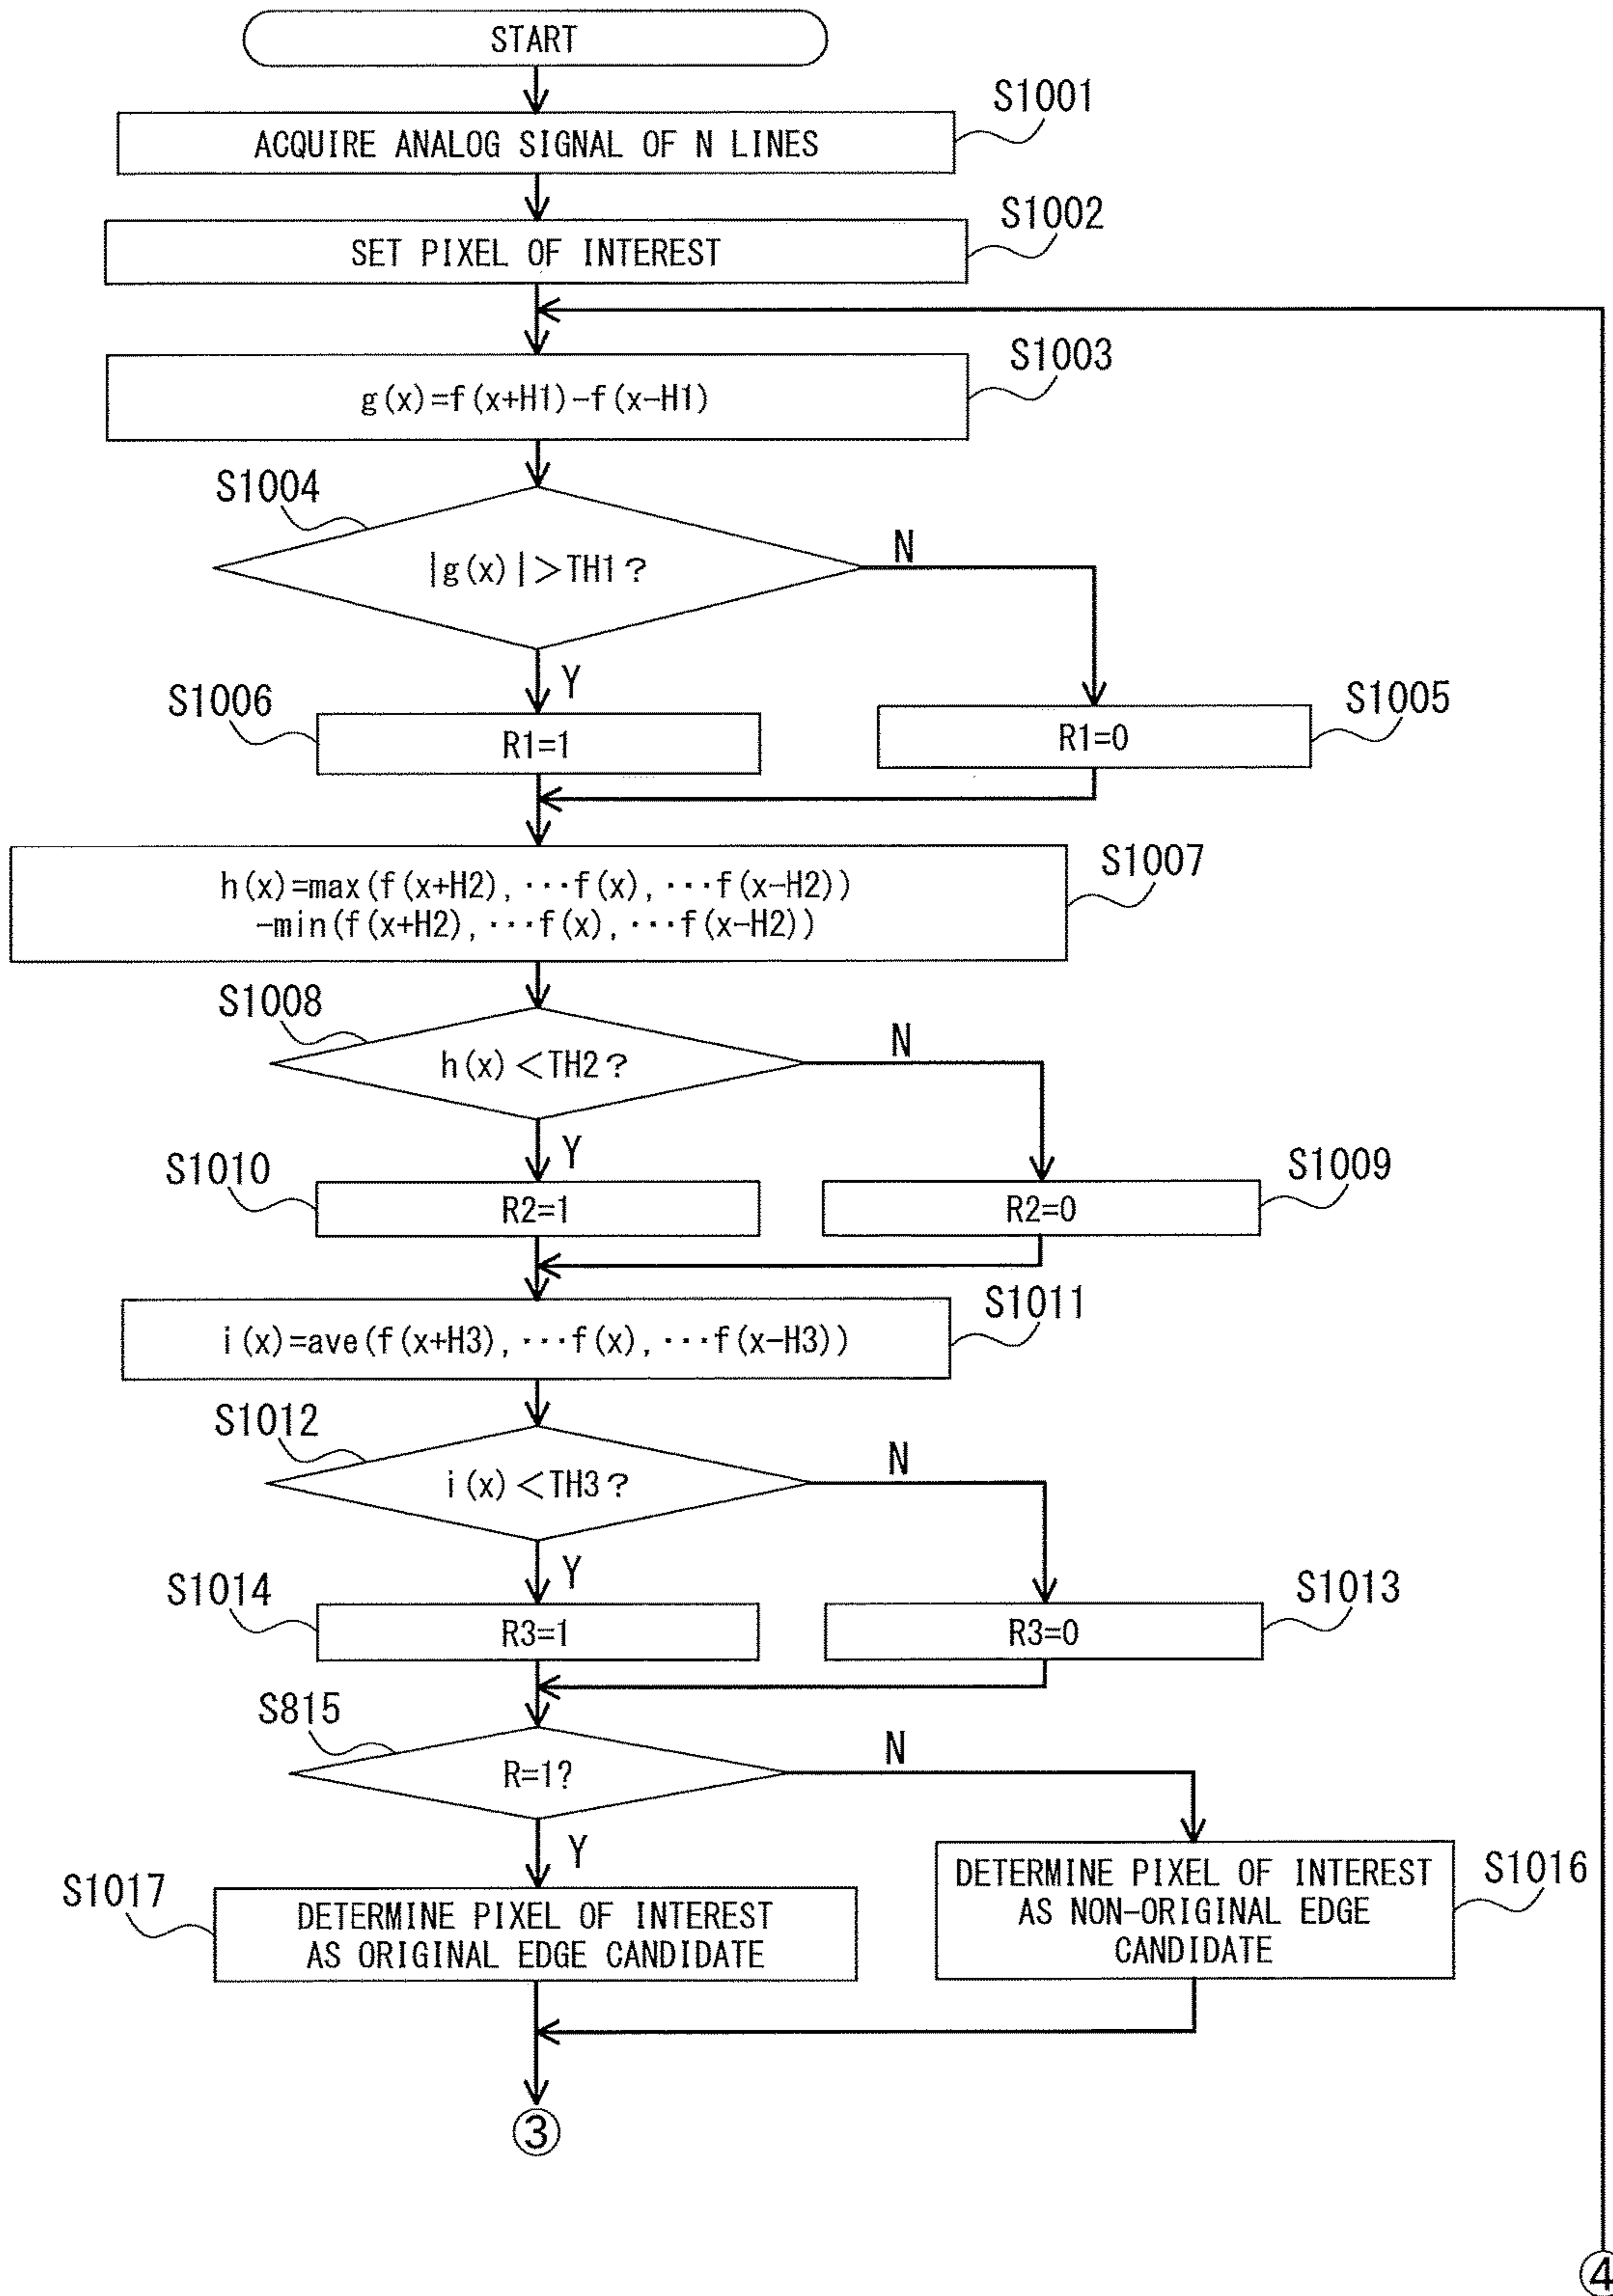 START
S1001
ACQUIRE ANALOG SIGNAL OF N LINES
S1002
SET PIXEL OF INTEREST
S1003
g(x)=f(x+H1)-f(x-H1)
S1004
|g(x)|>TH1?
N
Y
S1006
R1=1
S1005
R1=0
S1007
h(x)=max(f(x+H2),···f(x),···f(x-H2))
-min(f(x+H2),···f(x),···f(x-H2))
S1008
h(x)<TH2?
N
Y
S1010
R2=1
S1009
R2=0
S1011
i(x)=ave(f(x+H3),···f(x),···f(x-H3))
S1012
i(x)<TH3?
N
Y
S1014
R3=1
S1013
R3=0
S815
R=1?
N
Y
S1017
DETERMINE PIXEL OF INTEREST
AS ORIGINAL EDGE CANDIDATE
S1016
DETERMINE PIXEL OF INTEREST
AS NON-ORIGINAL EDGE
CANDIDATE
③
④